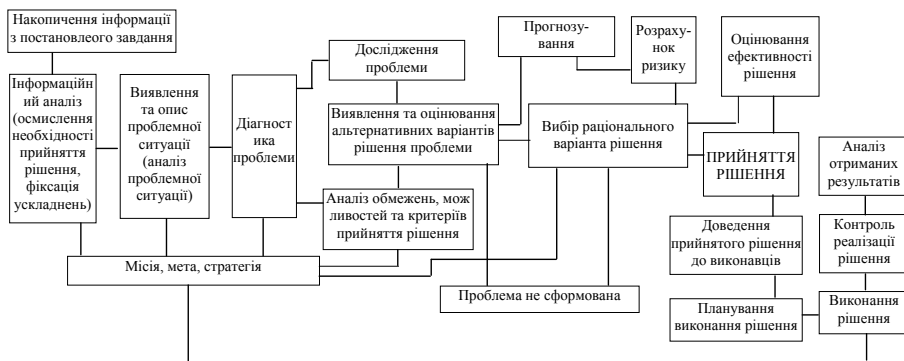 Накопичення інформації
з постановлеого завдання
Інформаційн
ий аналіз
(осмислення
необхідності
прийняття
рішення,
фіксація
ускладнень)
Виявлення
та опис
проблемної
ситуації
(аналіз
проблемної
ситуації)
Діагност
ика
проблеми
Дослідження
проблеми
Виявлення та оцінювання
альтернативних варіантів
рішення проблеми
Аналіз обмежень, мож
ливостей та критеріїв
прийняття рішення
Місія, мета, стратегія
Прогнозу-
вання
Розраху-
нок
ризику
Вибір раціонального
варіанта рішення
Проблема не сформована
Оцінювання
ефективності
рішення
ПРИЙНЯТТЯ
РІШЕННЯ
Доведення
прийнятого рішення
до виконавців
Планування
виконання рішення
Аналіз
отриманих
результатів
Контроль
реалізації
рішення
Виконання
рішення